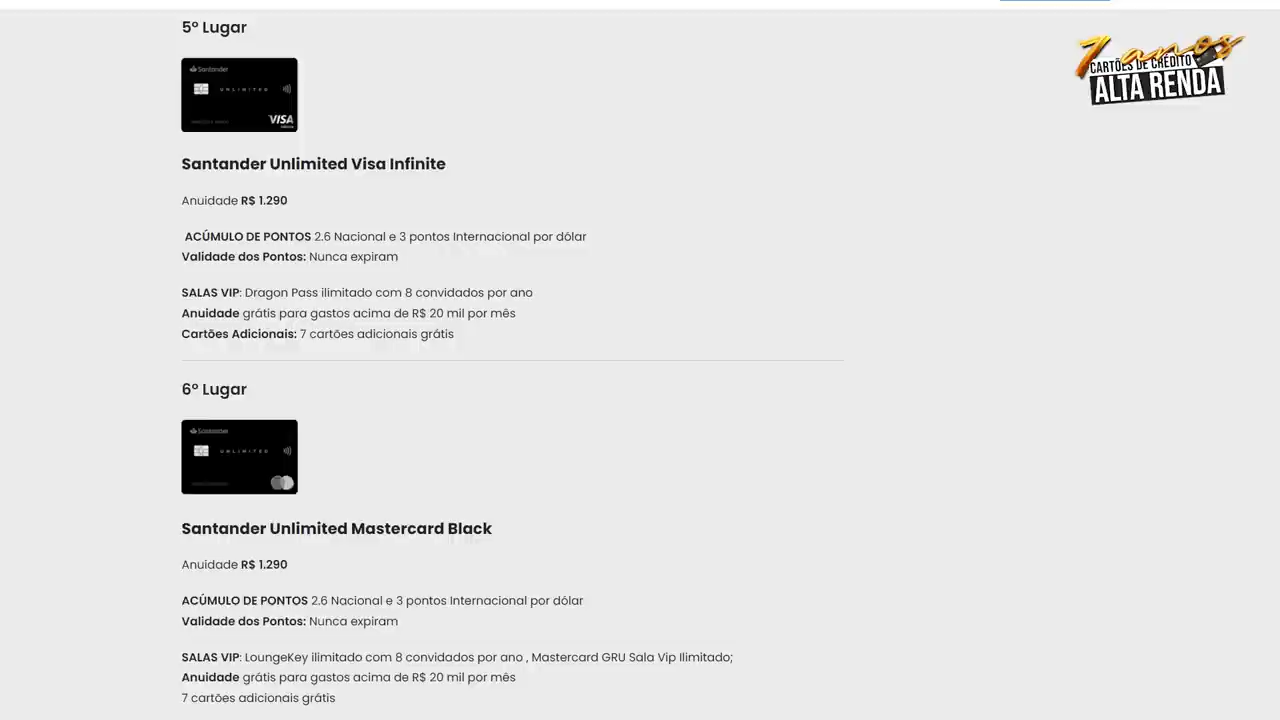 5º Lugar
7 anos
CARTÕES DE CRÉDITO
ALTA RENDA
Santander
UNLIMITED
VISA
Santander Unlimited Visa Infinite
Anuidade R$ 1.290
ACÚMULO DE PONTOS 2.6 Nacional e 3 pontos Internacional por dólar
Validade dos Pontos: Nunca expiram
SALAS VIP: Dragon Pass ilimitado com 8 convidados por ano
Anuidade grátis para gastos acima de R$ 20 mil por mês
Cartões Adicionais: 7 cartões adicionais grátis
6º Lugar
Santander
UNLIMITED
Santander Unlimited Mastercard Black
Anuidade R$ 1.290
ACÚMULO DE PONTOS 2.6 Nacional e 3 pontos Internacional por dólar
Validade dos Pontos: Nunca expiram
SALAS VIP: LoungeKey ilimitado com 8 convidados por ano , Mastercard GRU Sala Vip Ilimitado;
Anuidade grátis para gastos acima de R$ 20 mil por mês
7 cartões adicionais grátis